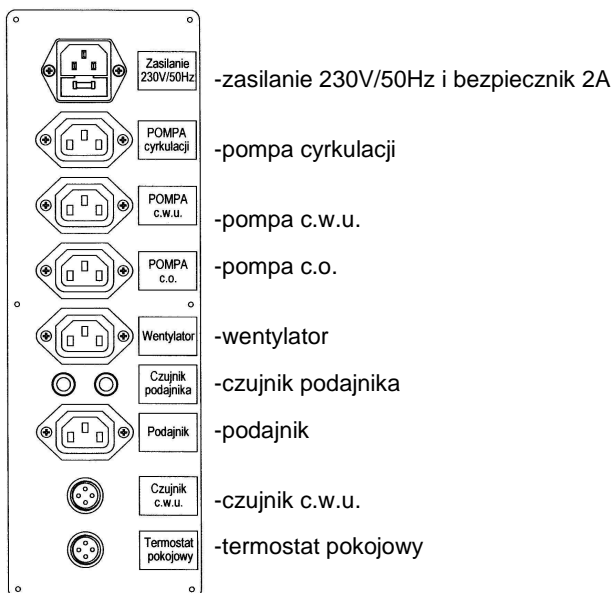 Zasilanie
230V/50Hz
-zasilanie 230V/50Hz i bezpiecznik 2A
POMPA
cyrkulacji
-pompa cyrkulacji
POMPA
c.w.u.
-pompa c.w.u.
POMPA
c.o.
-pompa c.o.
Wentylator
-wentylator
Czujnik
podajnika
-czujnik podajnika
Podajnik
-podajnik
Czujnik
c.w.u.
-czujnik c.w.u.
Termostat
pokojowy
-termostat pokojowy